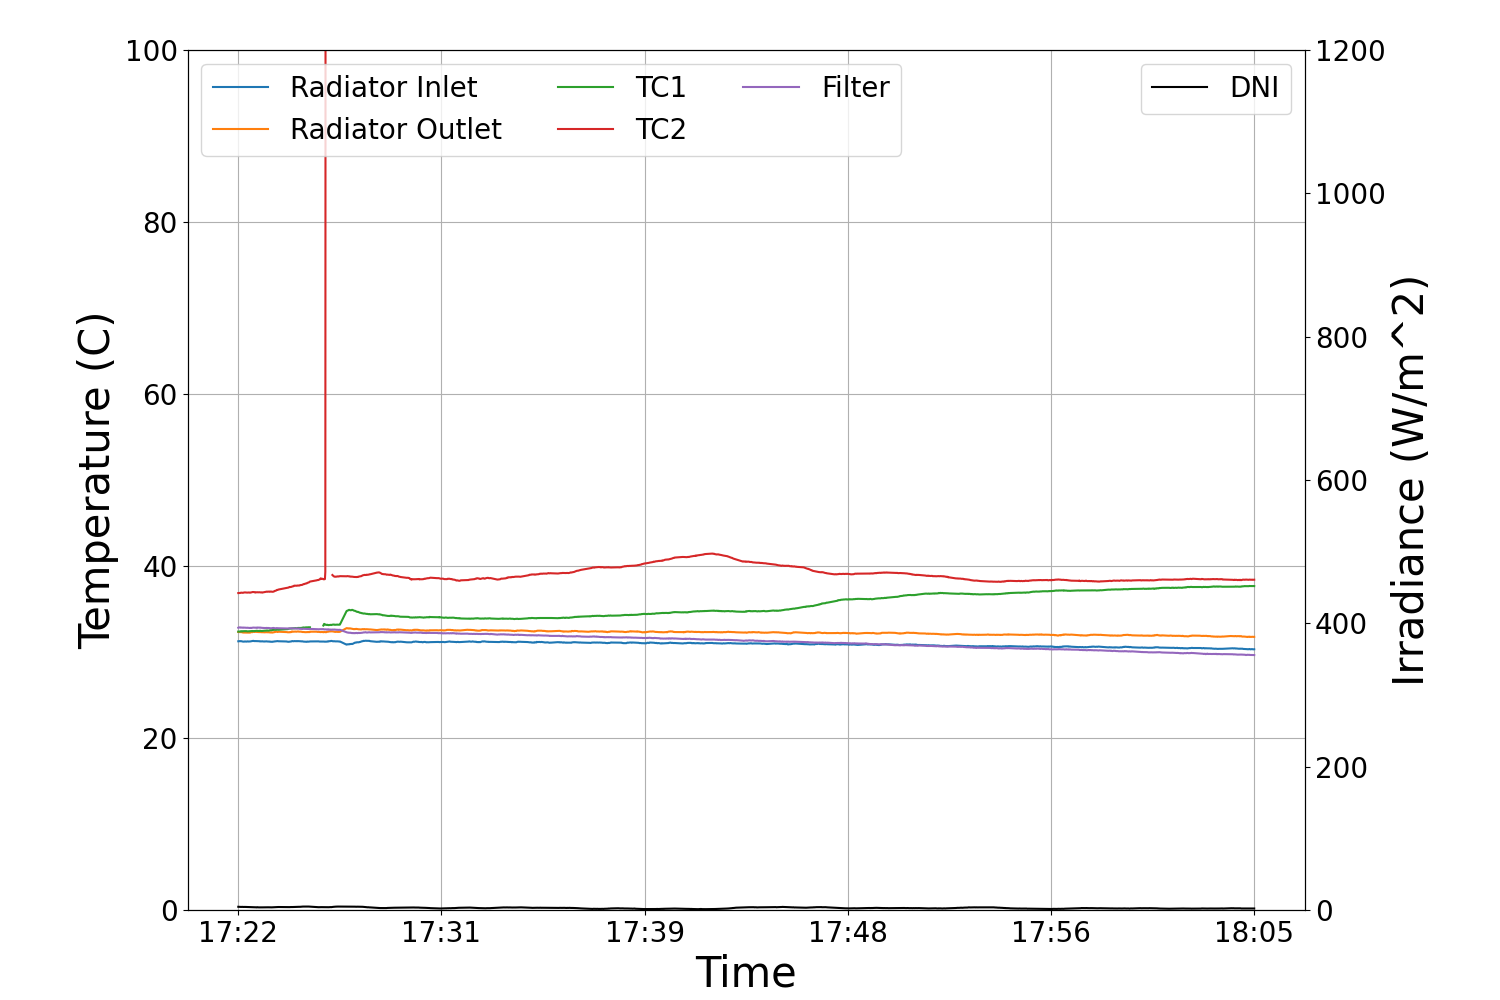 100
80
60
40
20
0
Temperature (C)
Radiator Inlet
Radiator Outlet
TC1
TC2
Filter
DNI
1200
1000
800
600
400
200
0
Irradiance (W/m^2)
17:22
17:31
17:39
17:48
17:56
18:05
Time